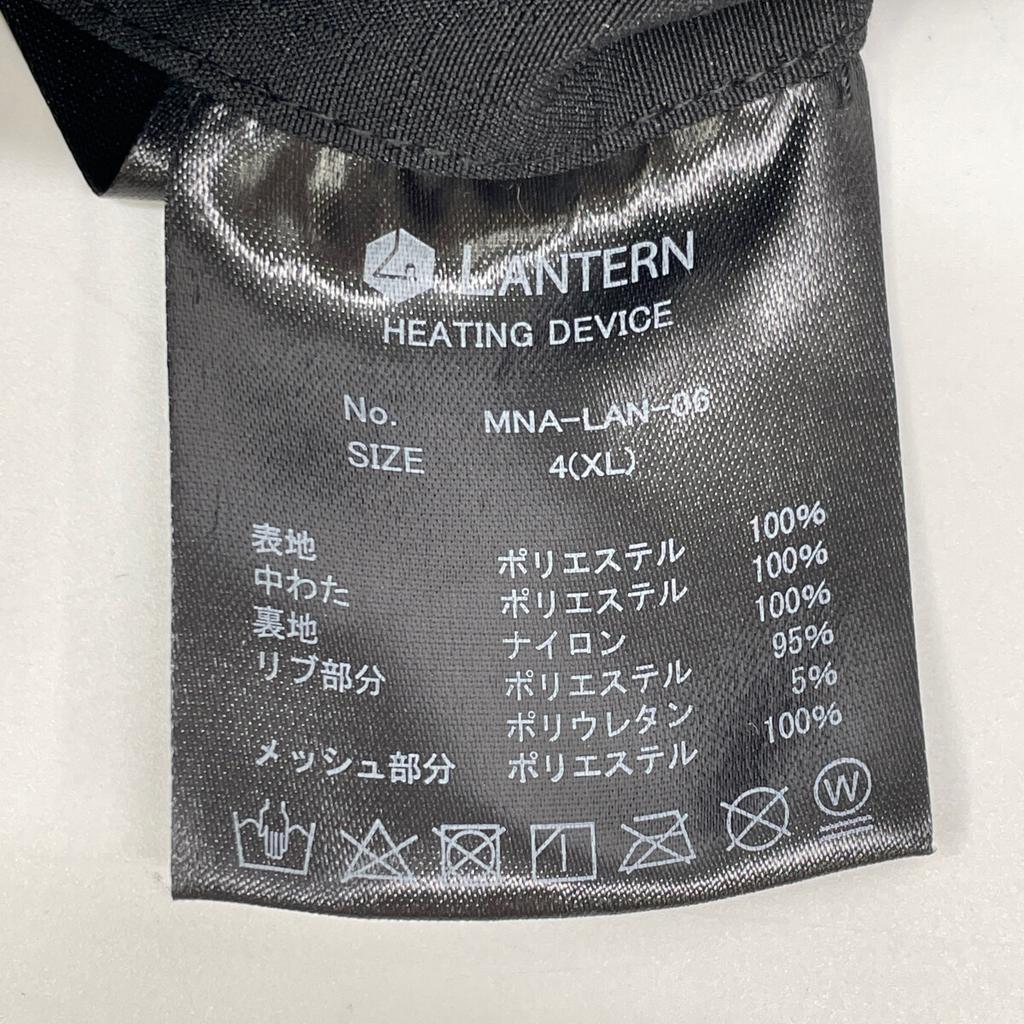 LANTERN
HEATING DEVICE
No. MNA-LAN-06
SIZE 4(XL)
表地 ポリエステル 100%
中わた ポリエステル 100%
裏地 ナイロン 100%
リブ部分 ポリエステル 95%
ポリウレタン 5%
メッシュ部分 ポリエステル 100%
W